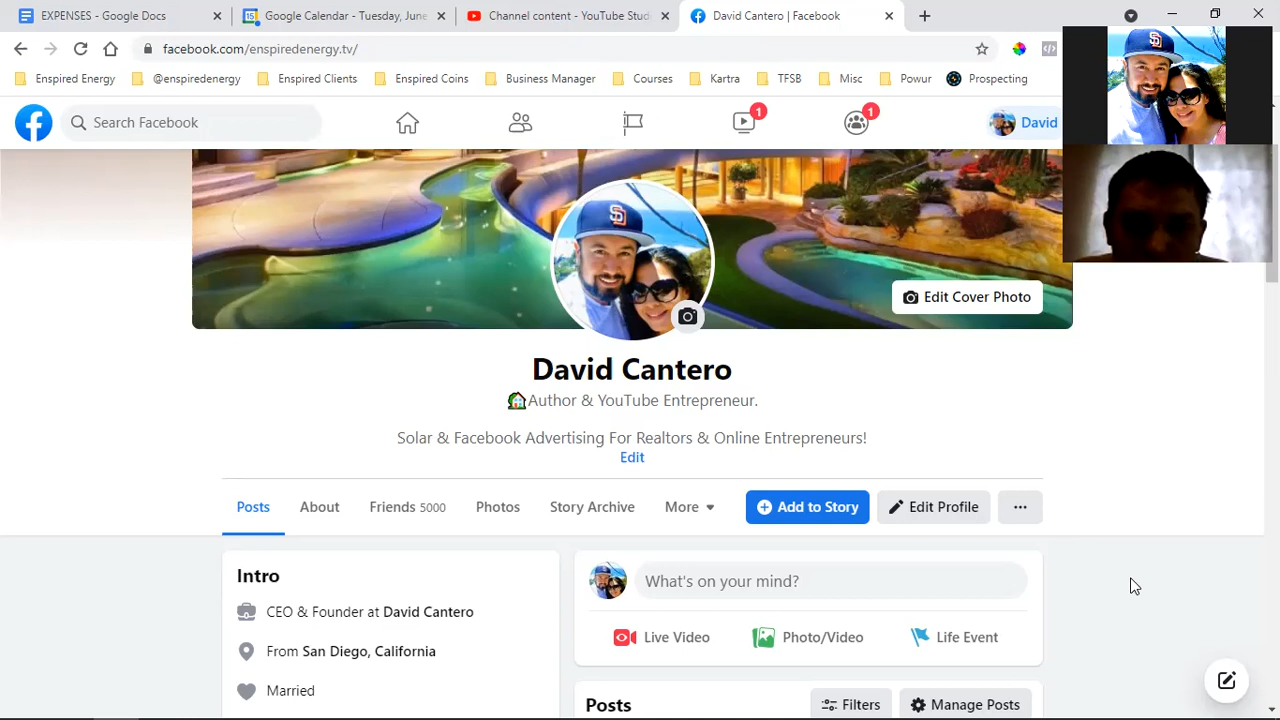 EXPENSES - Google Docs
Google Calendar - Tuesday, June
Channel content - YouTube Stud
David Cantero | Facebook
facebook.com/enspiredenergy.tv/
Enspired Energy
@enspiredenergy
Enspired Clients
Enspired Coins
Business Manager
Courses
Kartra
TFSB
Misc
Powur
Prospecting
Search Facebook
1
1
David
SD
SD
Edit Cover Photo
David Cantero
Author & YouTube Entrepreneur.
Solar & Facebook Advertising For Realtors & Online Entrepreneurs!
Edit
Posts
About
Friends 5000
Photos
Story Archive
More
Add to Story
Edit Profile
Intro
What's on your mind?
CEO & Founder at David Cantero
Live Video
Photo/Video
Life Event
From San Diego, California
Married
Posts
Filters
Manage Posts